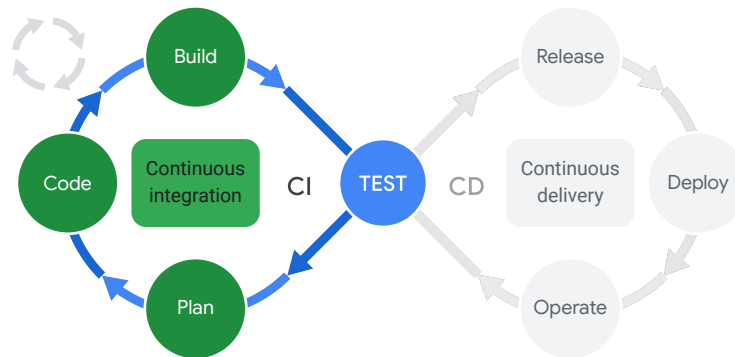 Build
Release
Code
Continuous
integration
CI
TEST
CD
Continuous
delivery
Deploy
Plan
Operate